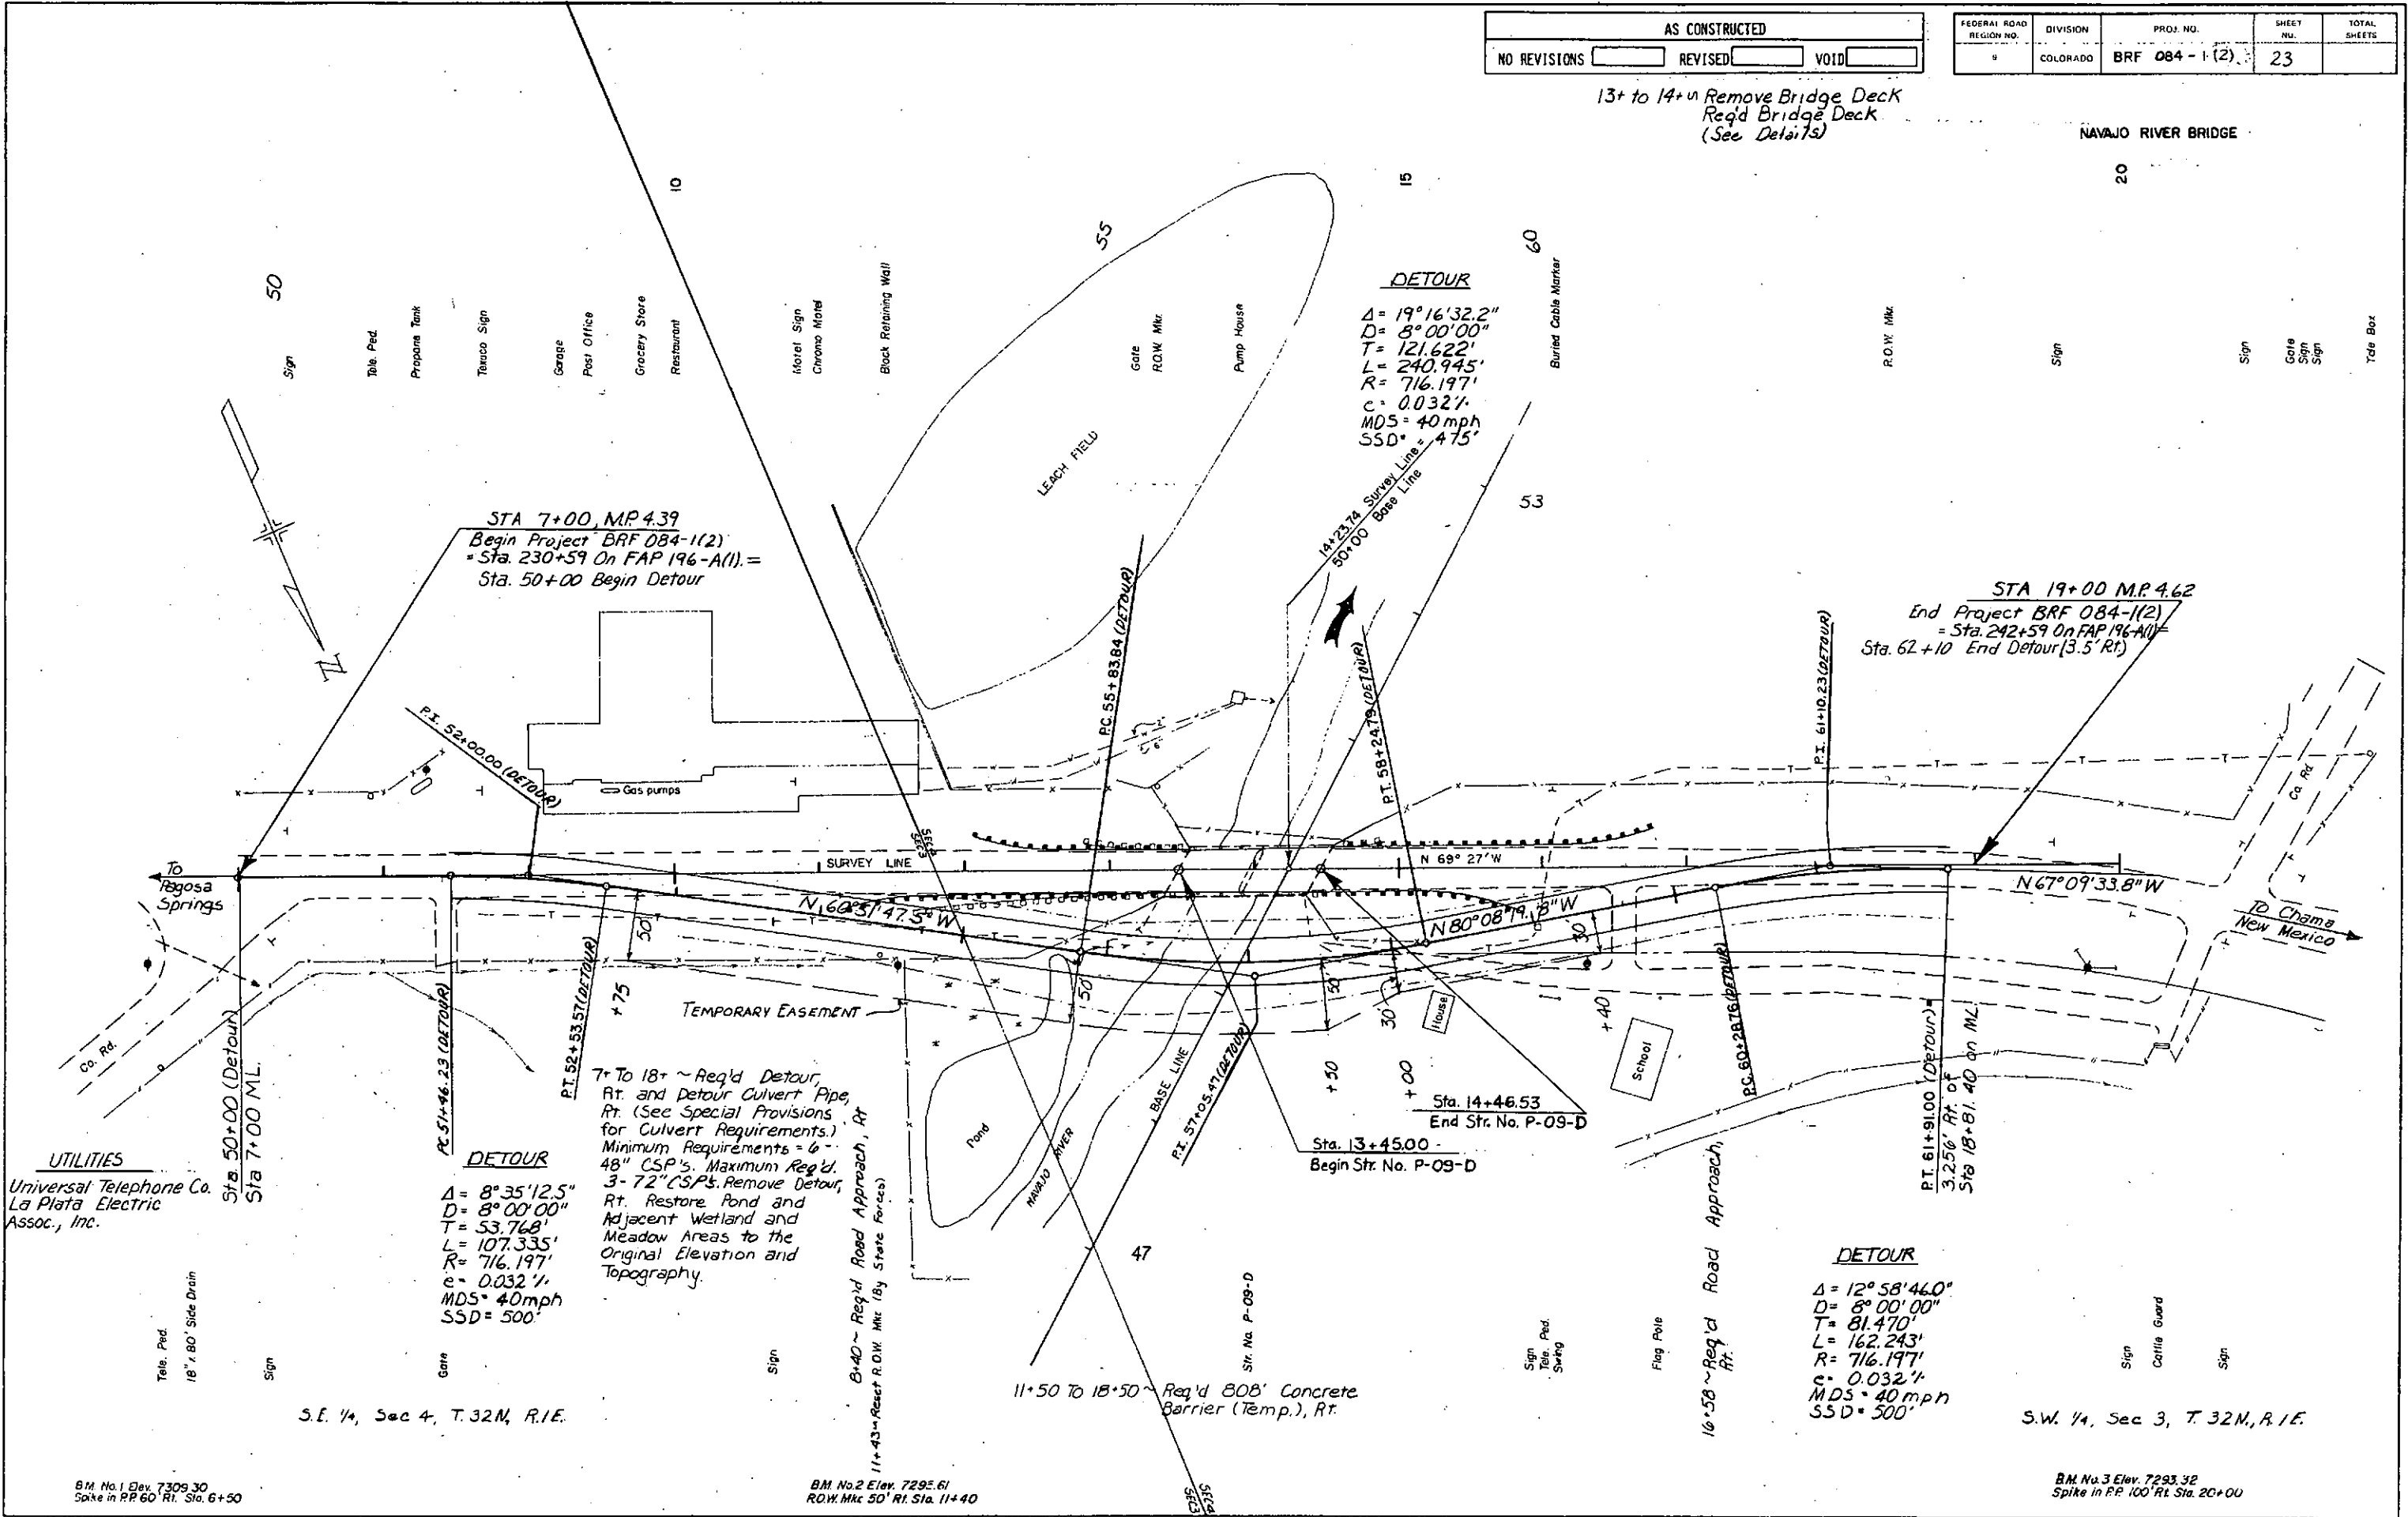 AS CONSTRUCTED
NO REVISIONS REVISED VOID
FEDERAL ROAD REGION NO. DIVISION PROJ. NO. SHEET NO. TOTAL SHEETS
COLORADO BRF 084-1(2) 23
13+ to 14+ Remove Bridge Deck
Req'd Bridge Deck
(See Details)
NAVAJO RIVER BRIDGE
10
15
20
50
55
60
Sign
Tele. Ped.
Propane Tank
Texaco Sign
Garage
Post Office
Grocery Store
Restaurant
Motel Sign
Chromo Motel
Block Retaining Wall
Gate
R.O.W. Mkr.
Pump House
Buried Cable Marker
R.O.W. Mkr.
Sign
Sign
Gate
Sign
Sign
Tele Box
DETOUR
Δ = 19°16'32.2"
D = 8°00'00"
T = 121.622'
L = 240.945'
R = 716.197'
e = 0.032%
MDS = 40 mph
SSD = 475'
LEACH FIELD
14+23.74 Survey Line
50+00 Base Line
53
STA 7+00, M.P. 4.39
Begin Project BRF 084-1(2)
= Sta. 230+59 On FAP 196-A(1) =
Sta. 50+00 Begin Detour
N
STA 19+00 M.P. 4.62
End Project BRF 084-1(2)
= Sta. 242+59 On FAP 196-A(1) =
Sta. 62+10 End Detour (3.5' Rt.)
P.I. 52+00.00 (DETOUR)
P.C. 55+83.84 (DETOUR)
P.T. 58+24.79 (DETOUR)
P.I. 61+10.23 (DETOUR)
2"
6"
Gas pumps
Co. Rd.
SEC 4
SEC 3
SURVEY LINE
N 69° 27' W
To
Pagosa
Springs
N 60°51'47.5" W
N 80°08'19.8" W
N 67°09'33.8" W
To Chama
New Mexico
50'
50'
50'
30'
30'
+75
+50
+00
+40
TEMPORARY EASEMENT
House
School
Co. Rd.
Sta. 50+00 (Detour)
Sta 7+00 M.L.
P.C. 51+46.23 (DETOUR)
P.T. 52+53.57 (DETOUR)
P.I. 57+05.47 (DETOUR)
P.C. 60+28.76 (DETOUR)
P.T. 61+91.00 (Detour) =
3.256' Rt. of
Sta 18+81.40 on M.L.
7+ To 18+ ~ Req'd Detour,
Rt. and Detour Culvert Pipe,
Rt. (See Special Provisions
for Culvert Requirements.)
Minimum Requirements = 6-
48" CSP's. Maximum Req'd.
3-72" CSP's. Remove Detour,
Rt. Restore Pond and
Adjacent Wetland and
Meadow Areas to the
Original Elevation and
Topography.
Pond
NAVAJO RIVER
BASE LINE
47
Sta. 14+46.53
End Str. No. P-09-D
Sta. 13+45.00
Begin Str. No. P-09-D
UTILITIES
Universal Telephone Co.
La Plata Electric
Assoc., Inc.
DETOUR
Δ = 8°35'12.5"
D = 8°00'00"
T = 53.768'
L = 107.335'
R = 716.197'
e = 0.032%
MDS = 40mph
SSD = 500'
DETOUR
Δ = 12°58'46.0"
D = 8°00'00"
T = 81.470'
L = 162.243'
R = 716.197'
e = 0.032%
MDS = 40 mph
SSD = 500'
Tele. Ped.
18" x 80' Side Drain
Sign
Gate
Sign
8+40 ~ Req'd Road Approach, Rt
11+43 ~ Reset R.O.W. Mkr. (By State Forces)
Str. No. P-09-D
Sign
Tele. Ped.
Swing
Flag Pole
16+58 ~ Req'd Road Approach,
Rt.
Sign
Cattle Guard
Sign
11+50 To 18+50 ~ Req'd 808' Concrete
Barrier (Temp.), Rt.
S.E. 1/4, Sec 4, T. 32N, R.1E.
S.W. 1/4, Sec 3, T. 32N., R.1E.
SEC 4
SEC 3
B.M. No.1 Elev. 7309.30
Spike in P.P. 60' Rt. Sta. 6+50
B.M. No.2 Elev. 7295.61
R.O.W. Mkr. 50' Rt. Sta. 11+40
B.M. No.3 Elev. 7293.32
Spike in P.P. 100' Rt. Sta. 20+00